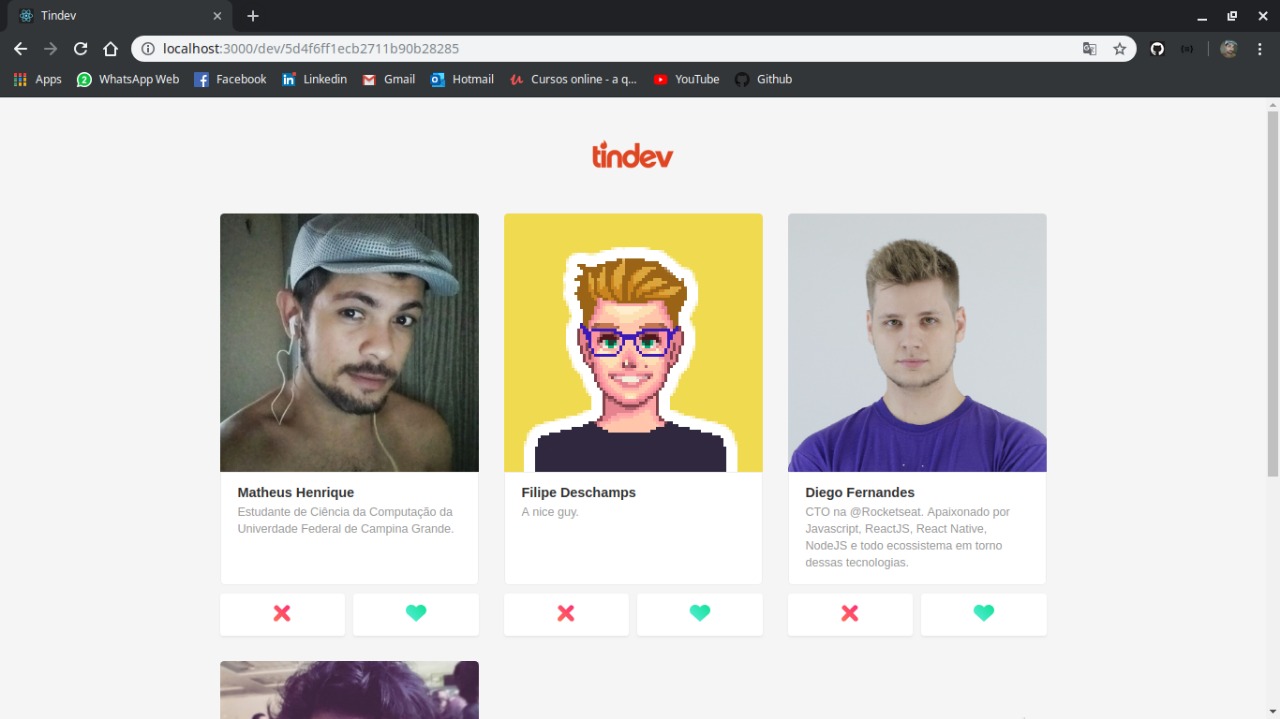 Tindev
localhost:3000/dev/5d4f6ff1ecb2711b90b28285
Apps WhatsApp Web Facebook Linkedin Gmail Hotmail Cursos online - a q... YouTube Github
tindev
Matheus Henrique
Estudante de Ciência da Computação da
Univerdade Federal de Campina Grande.
Filipe Deschamps
A nice guy.
Diego Fernandes
CTO na @Rocketseat. Apaixonado por
Javascript, ReactJS, React Native,
NodeJS e todo ecossistema em torno
dessas tecnologias.